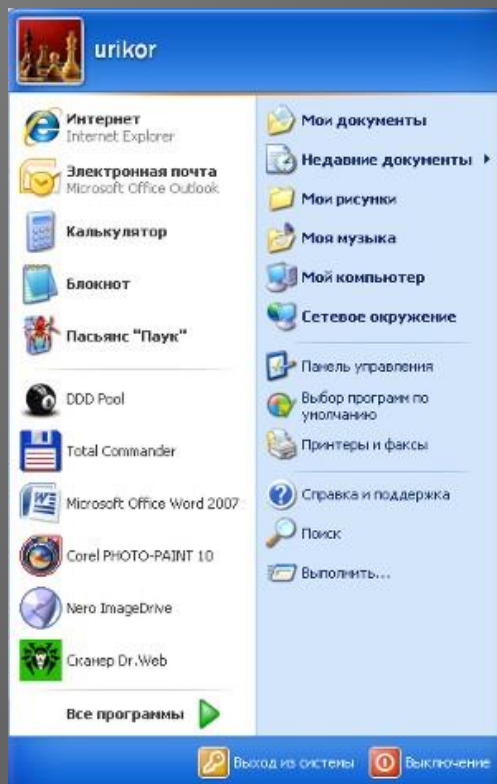 urikor
Интернет
Internet Explorer
Электронная почта
Microsoft Office Outlook
Калькулятор
Блокнот
Пасьянс "Паук"
DDD Pool
Total Commander
Microsoft Office Word 2007
Corel PHOTO-PAINT 10
Nero ImageDrive
Сканер Dr.Web
Все программы
Мои документы
Недавние документы
Мои рисунки
Моя музыка
Мой компьютер
Сетевое окружение
Панель управления
Выбор программ по
умолчанию
Принтеры и факсы
Справка и поддержка
Поиск
Выполнить...
Выход из системы
Выключение